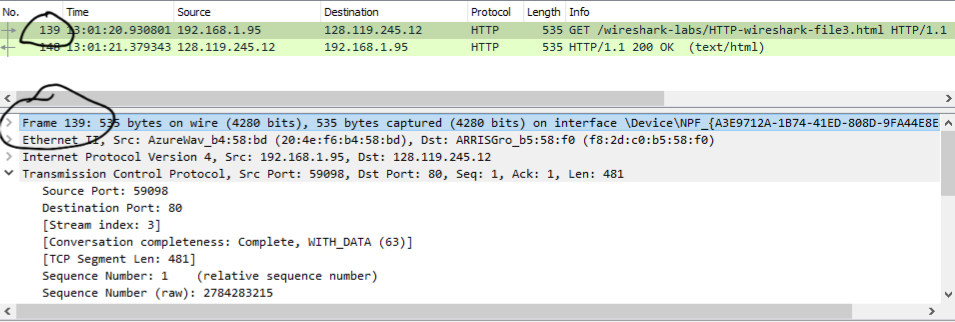 No. Time Source Destination Protocol Length Info
139 13:01:20.930801 192.168.1.95 128.119.245.12 HTTP 535 GET /wireshark-labs/HTTP-wireshark-file3.html HTTP/1.1
148 13:01:21.379343 128.119.245.12 192.168.1.95 HTTP 535 HTTP/1.1 200 OK (text/html)
Frame 139: 535 bytes on wire (4280 bits), 535 bytes captured (4280 bits) on interface \Device\NPF_{A3E9712A-1B74-41ED-808D-9FA44E8E
Ethernet II, Src: AzureWav_b4:58:bd (20:4e:f6:b4:58:bd), Dst: ARRISGro_b5:58:f0 (f8:2d:c0:b5:58:f0)
Internet Protocol Version 4, Src: 192.168.1.95, Dst: 128.119.245.12
Transmission Control Protocol, Src Port: 59098, Dst Port: 80, Seq: 1, Ack: 1, Len: 481
Source Port: 59098
Destination Port: 80
[Stream index: 3]
[Conversation completeness: Complete, WITH_DATA (63)]
[TCP Segment Len: 481]
Sequence Number: 1 (relative sequence number)
Sequence Number (raw): 2784283215